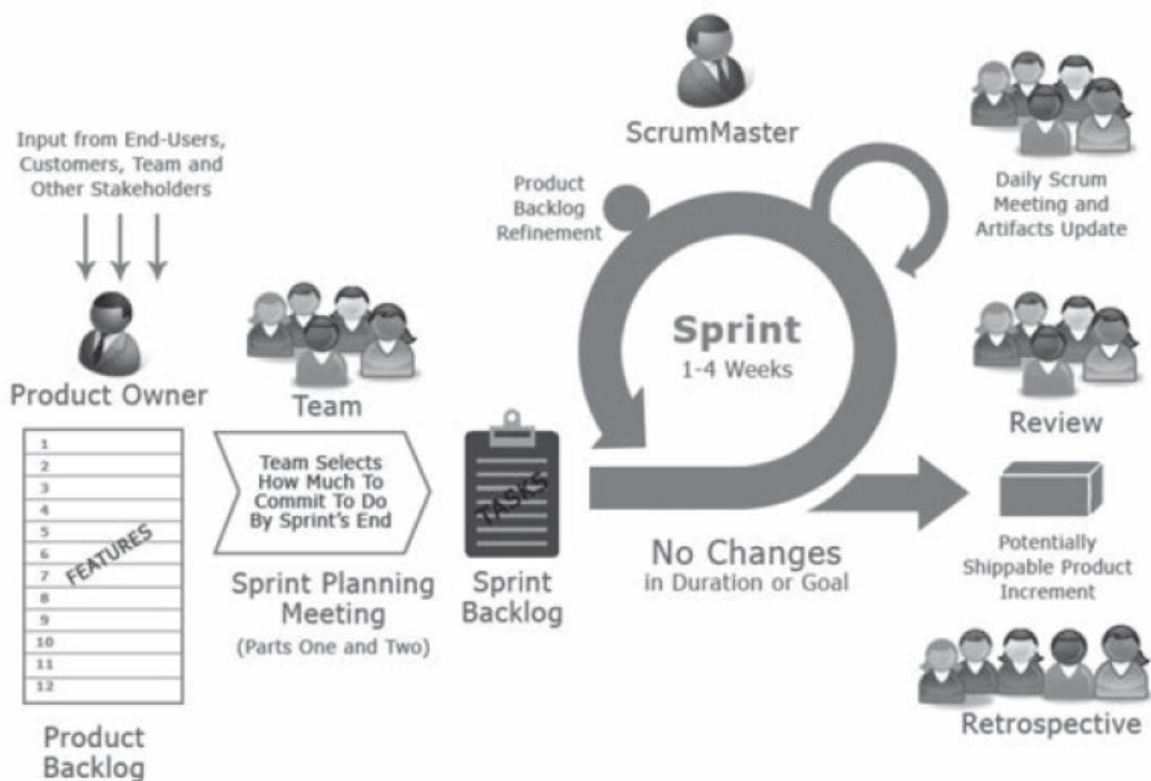 Input from End-Users,
Customers, Team and
Other Stakeholders
Product Owner
1
2
3
4
5
6
7
8
9
10
11
12
FEATURES
Product
Backlog
Team
Team Selects
How Much To
Commit To Do
By Sprint's End
Sprint Planning
Meeting
(Parts One and Two)
TASKS
Sprint
Backlog
ScrumMaster
Product
Backlog
Refinement
Sprint
1-4 Weeks
No Changes
in Duration or Goal
Daily Scrum
Meeting and
Artifacts Update
Review
Potentially
Shippable Product
Increment
Retrospective